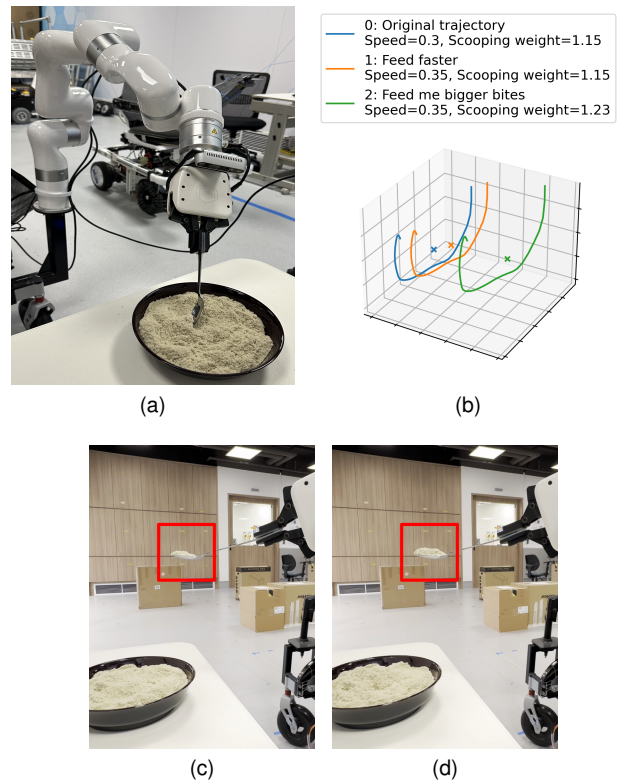 0: Original trajectory
Speed=0.3, Scooping weight=1.15
1: Feed faster
Speed=0.35, Scooping weight=1.15
2: Feed me bigger bites
Speed=0.35, Scooping weight=1.23
(a)
(b)
(c)
(d)